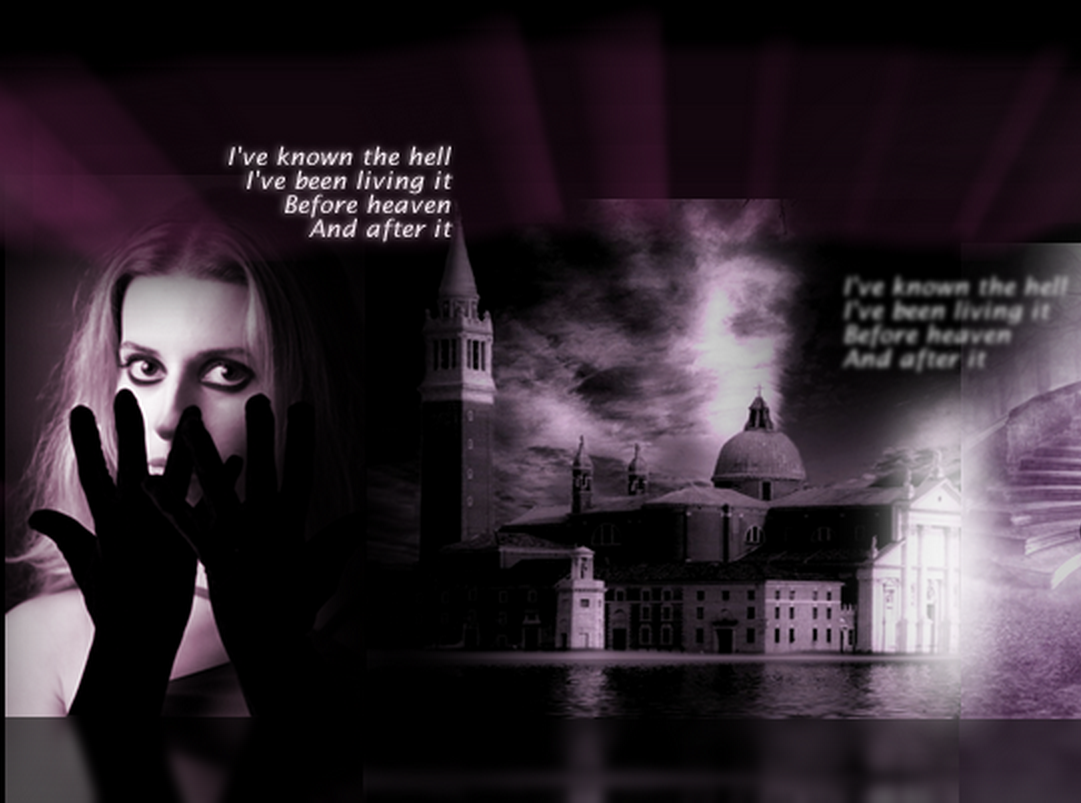 I've known the hell
I've been living it
Before heaven
And after it
I've known the hell
I've been living it
Before heaven
And after it